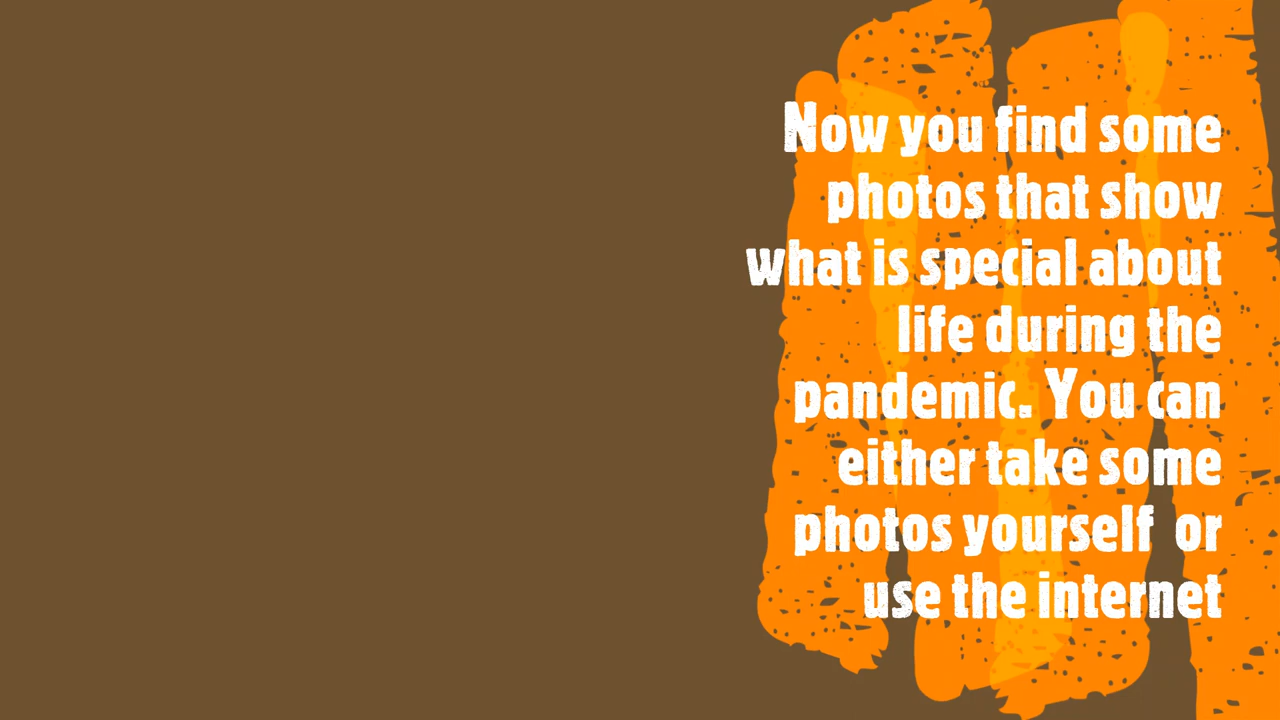 Now you find some
photos that show
what is special about
life during the
pandemic. You can
either take some
photos yourself  or
use the internet